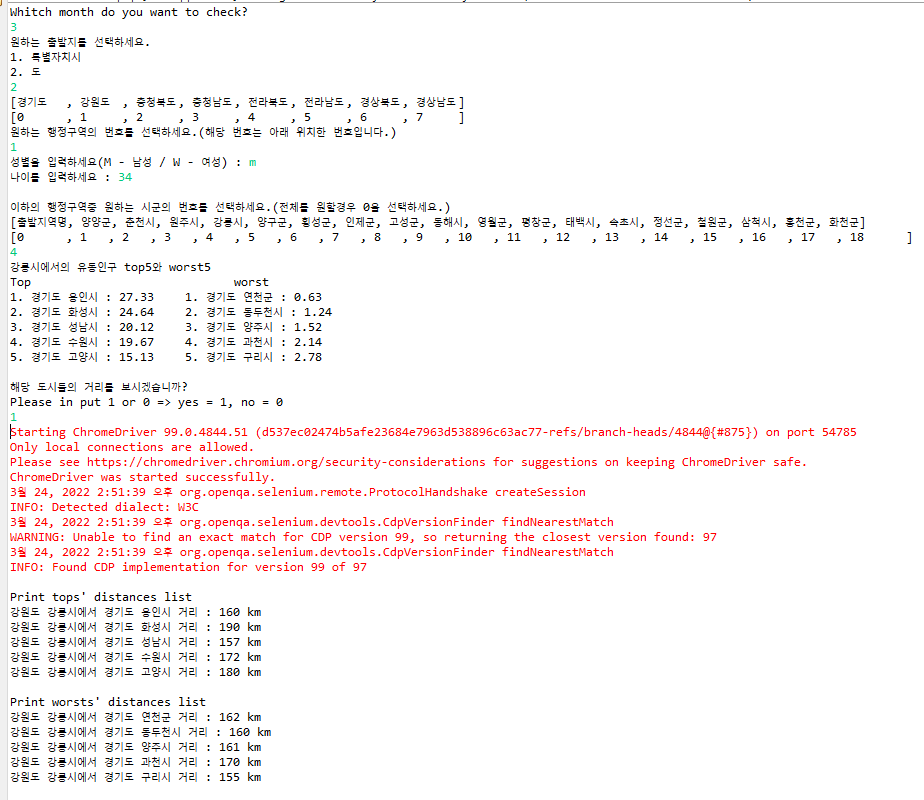 Whitch month do you want to check?
3
원하는 출발지를 선택하세요.
1. 특별자치시
2. 도
2
[경기도 , 강원도 , 충청북도, 충청남도, 전라북도, 전라남도, 경상북도, 경상남도]
[0 , 1 , 2 , 3 , 4 , 5 , 6 , 7 ]
원하는 행정구역의 번호를 선택하세요.(해당 번호는 아래 위치한 번호입니다.)
1
성별을 입력하세요(M - 남성 / W - 여성) : m
나이를 입력하세요 : 34
이하의 행정구역중 원하는 시군의 번호를 선택하세요.(전체를 원할경우 0을 선택하세요.)
[출발지역명, 양양군, 춘천시, 원주시, 강릉시, 양구군, 횡성군, 인제군, 고성군, 동해시, 영월군, 평창군, 태백시, 속초시, 정선군, 철원군, 삼척시, 홍천군, 화천군]
[0 , 1 , 2 , 3 , 4 , 5 , 6 , 7 , 8 , 9 , 10 , 11 , 12 , 13 , 14 , 15 , 16 , 17 , 18 ]
4
강릉시에서의 유동인구 top5와 worst5
Top worst
1. 경기도 용인시 : 27.33 1. 경기도 연천군 : 0.63
2. 경기도 화성시 : 24.64 2. 경기도 동두천시 : 1.24
3. 경기도 성남시 : 20.12 3. 경기도 양주시 : 1.52
4. 경기도 수원시 : 19.67 4. 경기도 과천시 : 2.14
5. 경기도 고양시 : 15.13 5. 경기도 구리시 : 2.78
해당 도시들의 거리를 보시겠습니까?
Please in put 1 or 0 => yes = 1, no = 0
1
Starting ChromeDriver 99.0.4844.51 (d537ec02474b5afe23684e7963d538896c63ac77-refs/branch-heads/4844@{#875}) on port 54785
Only local connections are allowed.
Please see https://chromedriver.chromium.org/security-considerations for suggestions on keeping ChromeDriver safe.
ChromeDriver was started successfully.
3월 24, 2022 2:51:39 오후 org.openqa.selenium.remote.ProtocolHandshake createSession
INFO: Detected dialect: W3C
3월 24, 2022 2:51:39 오후 org.openqa.selenium.devtools.CdpVersionFinder findNearestMatch
WARNING: Unable to find an exact match for CDP version 99, so returning the closest version found: 97
3월 24, 2022 2:51:39 오후 org.openqa.selenium.devtools.CdpVersionFinder findNearestMatch
INFO: Found CDP implementation for version 99 of 97
Print tops' distances list
강원도 강릉시에서 경기도 용인시 거리 : 160 km
강원도 강릉시에서 경기도 화성시 거리 : 190 km
강원도 강릉시에서 경기도 성남시 거리 : 157 km
강원도 강릉시에서 경기도 수원시 거리 : 172 km
강원도 강릉시에서 경기도 고양시 거리 : 180 km
Print worsts' distances list
강원도 강릉시에서 경기도 연천군 거리 : 162 km
강원도 강릉시에서 경기도 동두천시 거리 : 160 km
강원도 강릉시에서 경기도 양주시 거리 : 161 km
강원도 강릉시에서 경기도 과천시 거리 : 170 km
강원도 강릉시에서 경기도 구리시 거리 : 155 km